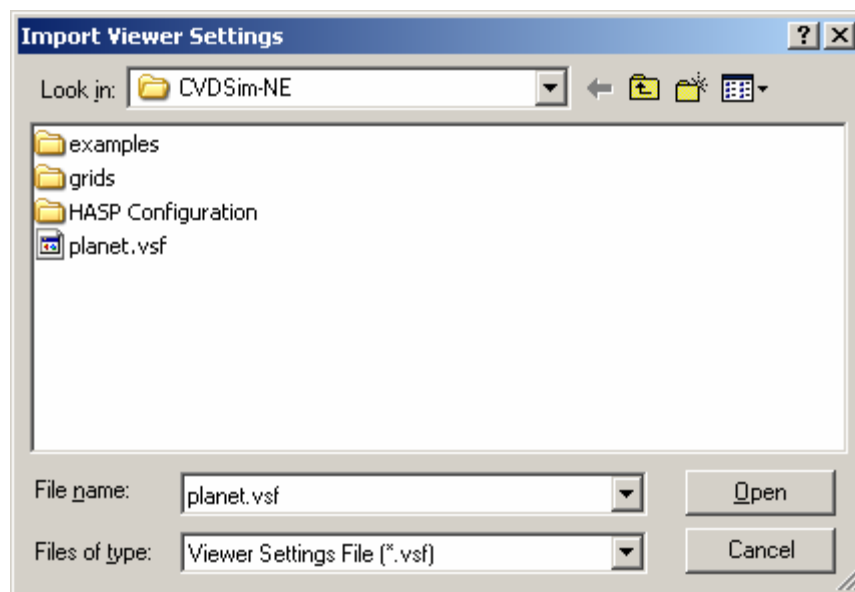 Import Viewer Settings
Look in: CVDSim-NE
examples
grids
HASP Configuration
planet.vsf
File name: planet.vsf Open
Files of type: Viewer Settings File (*.vsf) Cancel